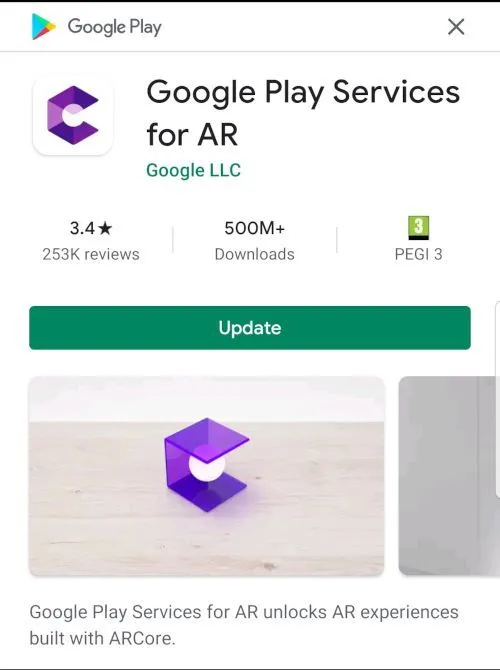 Google Play
Google Play Services
for AR
Google LLC
3.4★
253K reviews
500M+
Downloads
3
PEGI 3
Update
Google Play Services for AR unlocks AR experiences
built with ARCore.